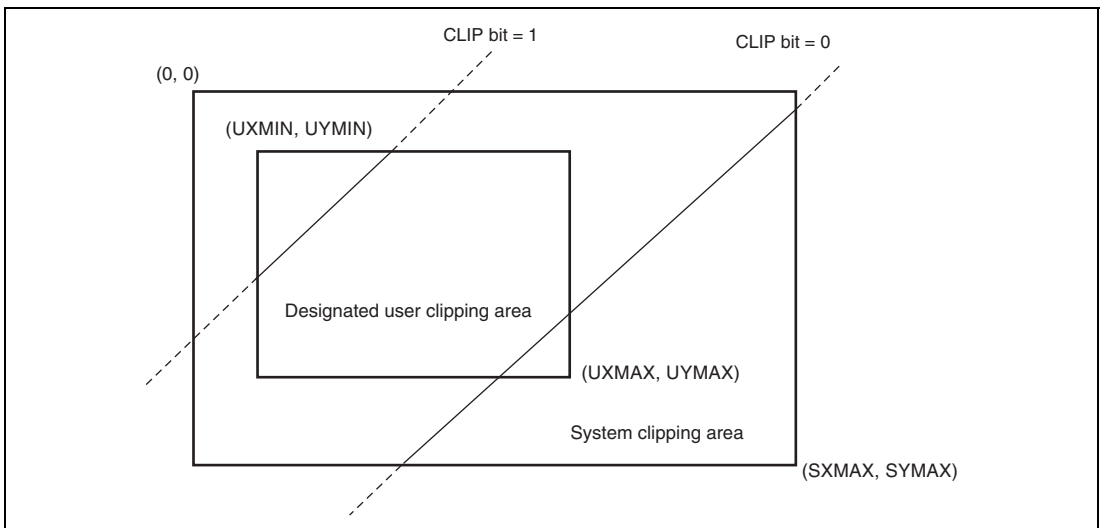 CLIP bit = 1
CLIP bit = 0
(0, 0)
(UXMIN, UYMIN)
Designated user clipping area
(UXMAX, UYMAX)
System clipping area
(SXMAX, SYMAX)